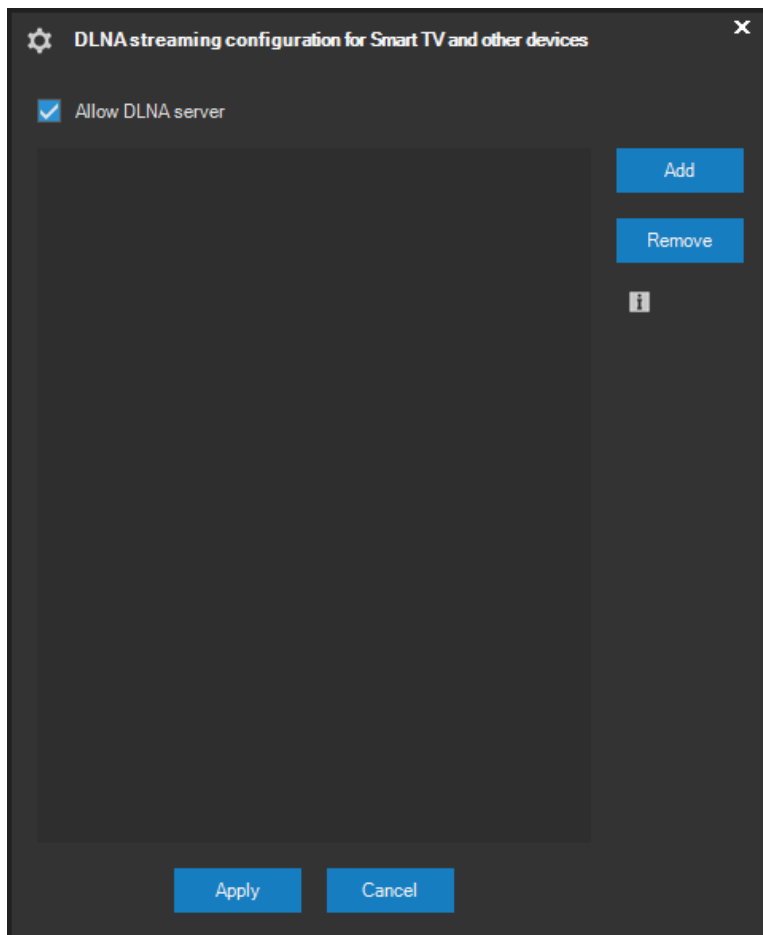 DLNA streaming configuration for Smart TV and other devices
Allow DLNA server
Add
Remove
Apply
Cancel